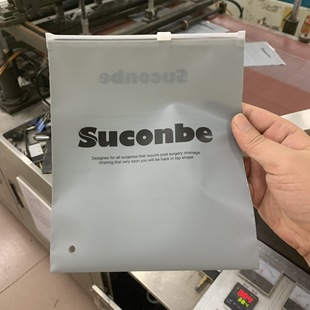 Suconbe
Suconbe
Designed for all surgeries that require post surgery drainage.
Wishing that very soon you will be back in top shape